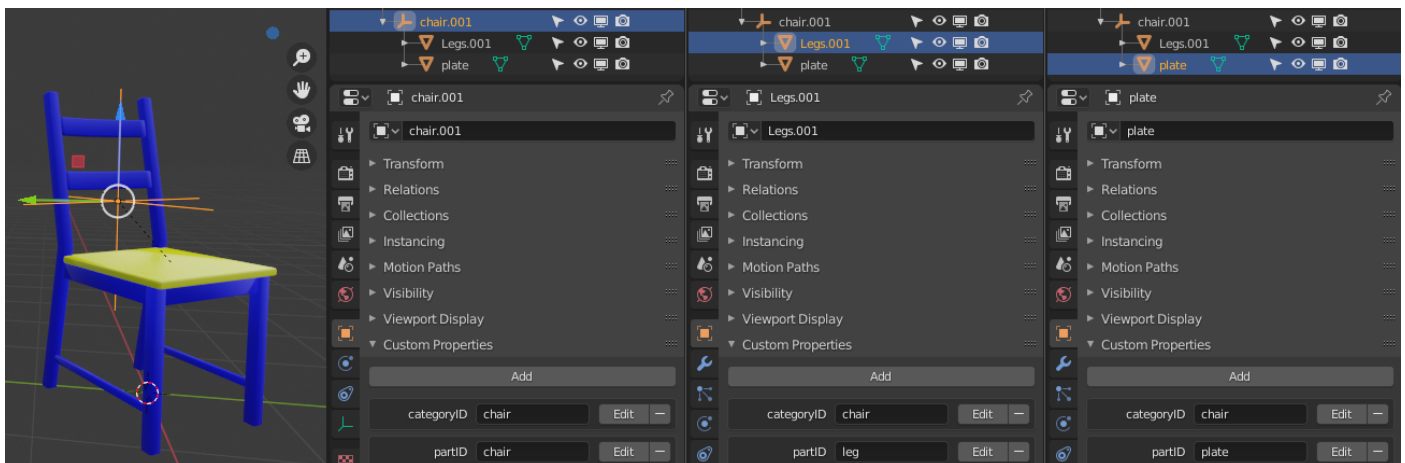 chair.001
Legs.001
plate
chair.001
chair.001
Transform
Relations
Collections
Instancing
Motion Paths
Visibility
Viewport Display
Custom Properties
Add
categoryID chair Edit
partID chair Edit
chair.001
Legs.001
plate
Legs.001
Legs.001
Transform
Relations
Collections
Instancing
Motion Paths
Visibility
Viewport Display
Custom Properties
Add
categoryID chair Edit
partID leg Edit
chair.001
Legs.001
plate
plate
plate
Transform
Relations
Collections
Instancing
Motion Paths
Visibility
Viewport Display
Custom Properties
Add
categoryID chair Edit
partID plate Edit